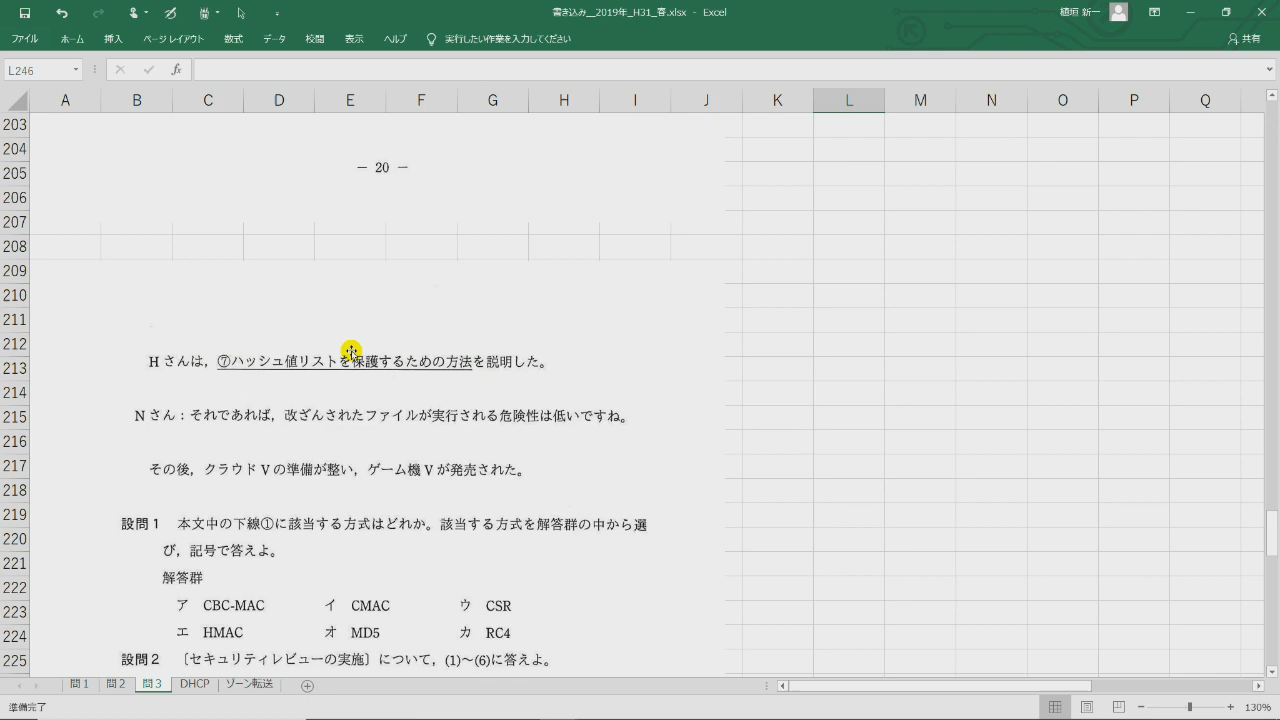 書き込み__2019年_H31_春.xlsx - Excel
植垣 新一
ファイル ホーム 挿入 ページ レイアウト 数式 データ 校閲 表示 ヘルプ 実行したい作業を入力してください 共有
L246 fx
A B C D E F G H I J K L M N O P Q
203
204
205
206
207
208
209
210
211
212
213
214
215
216
217
218
219
220
221
222
223
224
225
― 20 ―
H さんは，⑦ハッシュ値リストを保護するための方法を説明した。
N さん：それであれば，改ざんされたファイルが実行される危険性は低いですね。
その後，クラウド V の準備が整い，ゲーム機 V が発売された。
設問 1 本文中の下線①に該当する方式はどれか。該当する方式を解答群の中から選
び，記号で答えよ。
解答群
ア CBC-MAC イ CMAC ウ CSR
エ HMAC オ MD5 カ RC4
設問 2 〔セキュリティレビューの実施〕について，(1)～(6)に答えよ。
問1 問2 問3 DHCP ゾーン転送
準備完了 130%